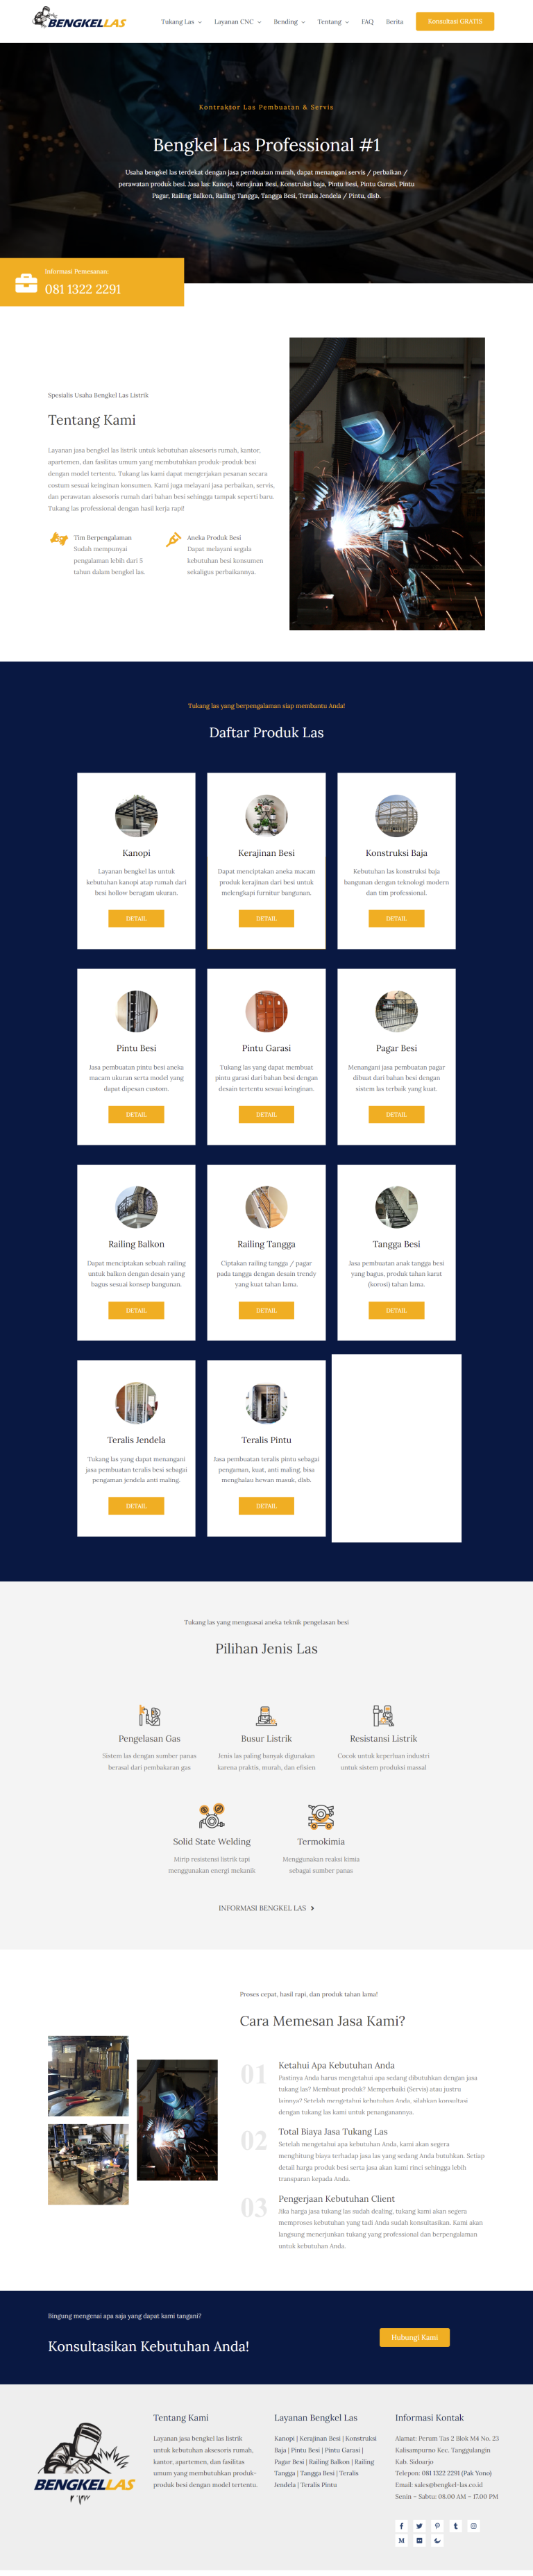 BENGKELLAS
Tukang Las
Layanan CNC
Bending
Tentang
FAQ
Berita
Konsultasi GRATIS
Kontraktor Las Pembuatan & Servis
Bengkel Las Professional #1
Usaha bengkel las terdekat dengan jasa pembuatan murah, dapat menangani servis / perbaikan /
perawatan produk besi. Jasa las: Kanopi, Kerajinan Besi, Konstruksi baja, Pintu Besi, Pintu Garasi, Pintu
Pagar, Railing Balkon, Railing Tangga, Tangga Besi, Teralis Jendela / Pintu, dlsb.
Informasi Pemesanan:
081 1322 2291
Spesialis Usaha Bengkel Las Listrik
Tentang Kami
Layanan jasa bengkel las listrik untuk kebutuhan aksesoris rumah, kantor,
apartemen, dan fasilitas umum yang membutuhkan produk-produk besi
dengan model tertentu. Tukang las kami dapat mengerjakan pesanan secara
costum sesuai keinginan konsumen. Kami juga melayani jasa perbaikan, servis,
dan perawatan aksesoris rumah dari bahan besi sehingga tampak seperti baru.
Tukang las professional dengan hasil kerja rapi!
Tim Berpengalaman
Sudah mempunyai
pengalaman lebih dari 5
tahun dalam bengkel las.
Aneka Produk Besi
Dapat melayani segala
kebutuhan besi konsumen
sekaligus perbaikannya.
Tukang las yang berpengalaman siap membantu Anda!
Daftar Produk Las
Kanopi
Layanan bengkel las untuk
kebutuhan kanopi atap rumah dari
besi hollow beragam ukuran.
DETAIL
Kerajinan Besi
Dapat menciptakan aneka macam
produk kerajinan dari besi untuk
melengkapi furnitur bangunan.
DETAIL
Konstruksi Baja
Kebutuhan las konstruksi baja
bangunan dengan teknologi modern
dan tim professional.
DETAIL
Pintu Besi
Jasa pembuatan pintu besi aneka
macam ukuran serta model yang
dapat dipesan custom.
DETAIL
Pintu Garasi
Tukang las yang dapat membuat
pintu garasi dari bahan besi dengan
desain tertentu sesuai keinginan.
DETAIL
Pagar Besi
Menangani jasa pembuatan pagar
dibuat dari bahan besi dengan
sistem las terbaik yang kuat.
DETAIL
Railing Balkon
Dapat menciptakan sebuah railing
untuk balkon dengan desain yang
bagus sesuai konsep bangunan.
DETAIL
Railing Tangga
Ciptakan railing tangga / pagar
pada tangga dengan desain trendy
yang kuat tahan lama.
DETAIL
Tangga Besi
Jasa pembuatan anak tangga besi
yang bagus, produk tahan karat
(korosi) tahan lama.
DETAIL
Teralis Jendela
Tukang las yang dapat menangani
jasa pembuatan teralis besi sebagai
pengaman jendela anti maling.
DETAIL
Teralis Pintu
Jasa pembuatan teralis pintu sebagai
pengaman, kuat, anti maling, bisa
menghalau hewan masuk, dlsb.
DETAIL
Tukang las yang menguasai aneka teknik pengelasan besi
Pilihan Jenis Las
Pengelasan Gas
Sistem las dengan sumber panas
berasal dari pembakaran gas
Busur Listrik
Jenis las paling banyak digunakan
karena praktis, murah, dan efisien
Resistansi Listrik
Cocok untuk keperluan industri
untuk sistem produksi massal
Solid State Welding
Mirip resistensi listrik tapi
menggunakan energi mekanik
Termokimia
Menggunakan reaksi kimia
sebagai sumber panas
INFORMASI BENGKEL LAS
Proses cepat, hasil rapi, dan produk tahan lama!
Cara Memesan Jasa Kami?
01
Ketahui Apa Kebutuhan Anda
Pastinya Anda harus mengetahui apa sedang dibutuhkan dengan jasa
tukang las? Membuat produk? Memperbaiki (Servis) atau justru
lainnya? Setelah mengetahui kebutuhan Anda, silahkan konsultasi
dengan tukang las kami untuk penanganannya.
02
Total Biaya Jasa Tukang Las
Setelah mengetahui apa kebutuhan Anda, kami akan segera
menghitung biaya terhadap jasa las yang sedang Anda butuhkan. Setiap
detail harga produk besi serta jasa akan kami rinci sehingga lebih
transparan kepada Anda.
03
Pengerjaan Kebutuhan Client
Jika harga jasa tukang las sudah dealing, tukang kami akan segera
memproses kebutuhan yang tadi Anda sudah konsultasikan. Kami akan
langsung menerjunkan tukang yang professional dan berpengalaman
untuk kebutuhan Anda.
Bingung mengenai apa saja yang dapat kami tangani?
Konsultasikan Kebutuhan Anda!
Hubungi Kami
BENGKELLAS
Tentang Kami
Layanan jasa bengkel las listrik
untuk kebutuhan aksesoris rumah,
kantor, apartemen, dan fasilitas
umum yang membutuhkan produk-
produk besi dengan model tertentu.
Layanan Bengkel Las
Kanopi | Kerajinan Besi | Konstruksi
Baja | Pintu Besi | Pintu Garasi |
Pagar Besi | Railing Balkon | Railing
Tangga | Tangga Besi | Teralis
Jendela | Teralis Pintu
Informasi Kontak
Alamat: Perum Tas 2 Blok M4 No. 23
Kalisampurno Kec. Tanggulangin
Kab. Sidoarjo
Telepon: 081 1322 2291 (Pak Yono)
Email: sales@bengkel-las.co.id
Senin – Sabtu: 08.00 AM – 17.00 PM